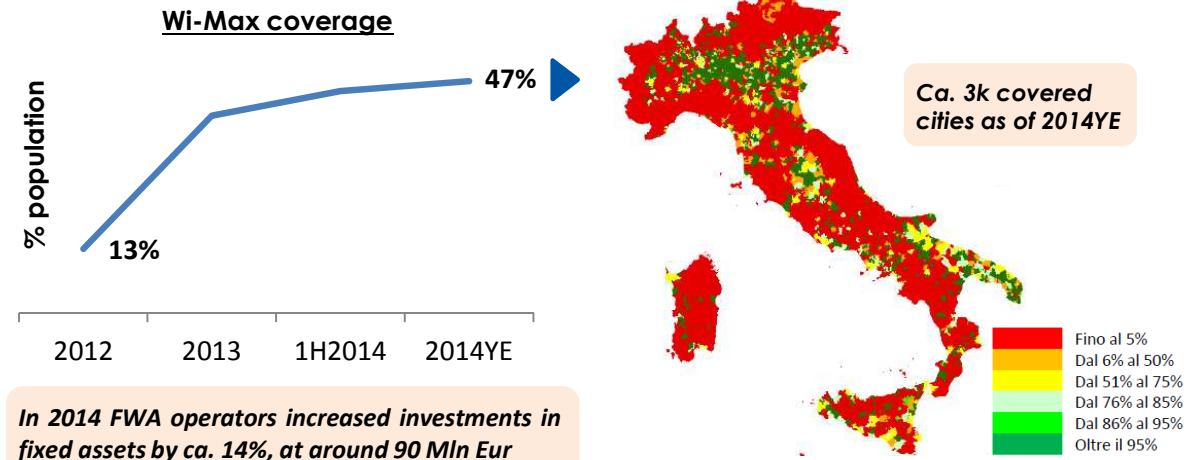 Wi-Max coverage
% population
47%
13%
2012
2013
1H2014
2014YE
In 2014 FWA operators increased investments in
fixed assets by ca. 14%, at around 90 Mln Eur
Ca. 3k covered
cities as of 2014YE
Fino al 5%
Dal 6% al 50%
Dal 51% al 75%
Dal 76% al 85%
Dal 86% al 95%
Oltre il 95%